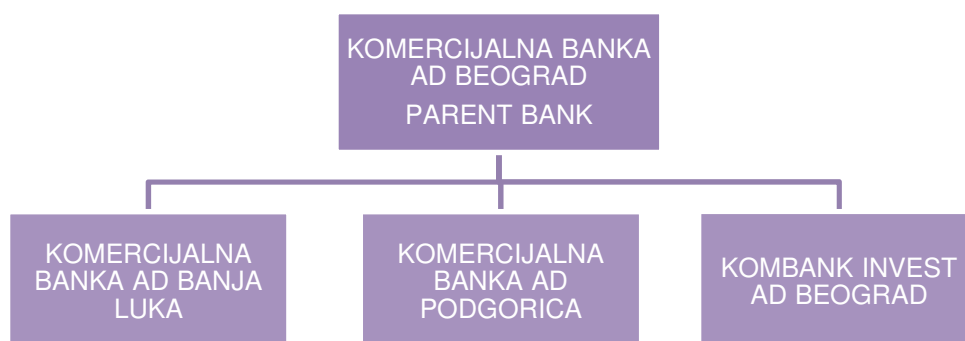 KOMERCIJALNA BANKA
AD BEOGRAD
PARENT BANK
KOMERCIJALNA
BANKA AD BANJA
LUKA
KOMERCIJALNA
BANKA AD
PODGORICA
KOMBANK INVEST
AD BEOGRAD